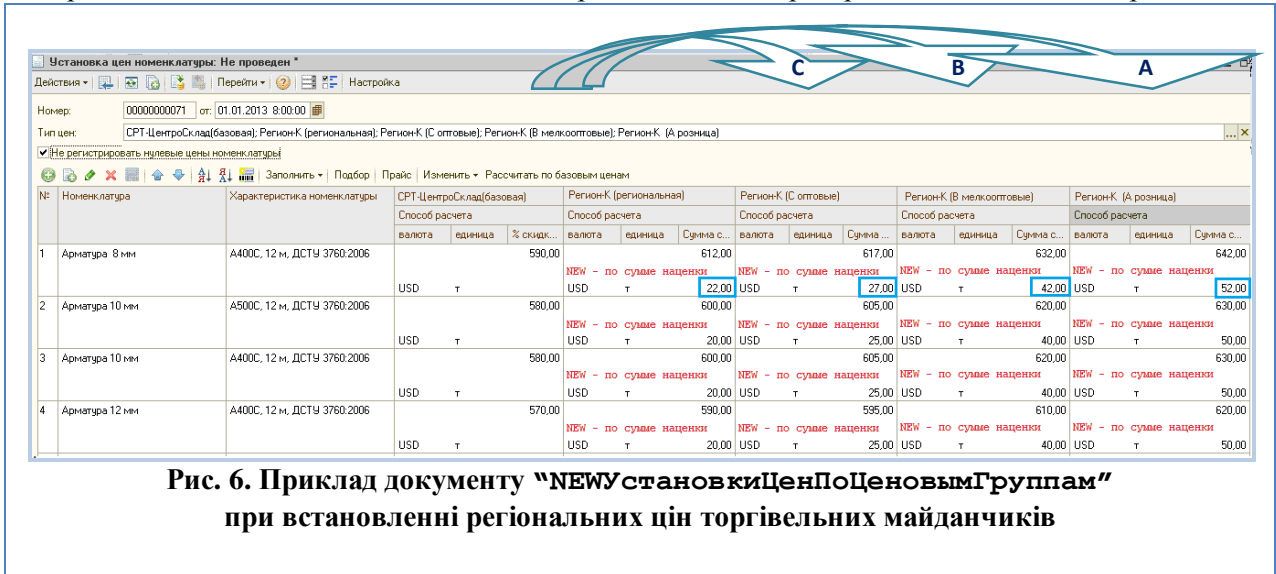 C B A
Установка цен номенклатуры: Не проведен *
Действия Перейти Настройка
Номер: 00000000071 от: 01.01.2013 8:00:00
Тип цен: СРТ-ЦентроСклад(базовая); Регион-К (региональная); Регион-К (С оптовые); Регион-К (В мелкооптовые); Регион-К (А розница) ... ×
Не регистрировать нулевые цены номенклатуры
Заполнить Подбор Прайс Изменить Рассчитать по базовым ценам
№ Номенклатура Характеристика номенклатуры СРТ-ЦентроСклад(базовая) Регион-К (региональная) Регион-К (С оптовые) Регион-К (В мелкооптовые) Регион-К (А розница)
Способ расчета Способ расчета Способ расчета Способ расчета Способ расчета
валюта единица % скидк... валюта единица Сумма с... валюта единица Сумма ... валюта единица Сумма с... валюта единица Сумма с...
1 Арматура 8 мм А400С, 12 м, ДСТУ 3760:2006 590,00 612,00 617,00 632,00 642,00
NEW - по сумме наценки NEW - по сумме наценки NEW - по сумме наценки NEW - по сумме наценки
USD т USD т 22,00 USD т 27,00 USD т 42,00 USD т 52,00
2 Арматура 10 мм А500С, 12 м, ДСТУ 3760:2006 580,00 600,00 605,00 620,00 630,00
NEW - по сумме наценки NEW - по сумме наценки NEW - по сумме наценки NEW - по сумме наценки
USD т USD т 20,00 USD т 25,00 USD т 40,00 USD т 50,00
3 Арматура 10 мм А400С, 12 м, ДСТУ 3760:2006 580,00 600,00 605,00 620,00 630,00
NEW - по сумме наценки NEW - по сумме наценки NEW - по сумме наценки NEW - по сумме наценки
USD т USD т 20,00 USD т 25,00 USD т 40,00 USD т 50,00
4 Арматура 12 мм А400С, 12 м, ДСТУ 3760:2006 570,00 590,00 595,00 610,00 620,00
NEW - по сумме наценки NEW - по сумме наценки NEW - по сумме наценки NEW - по сумме наценки
USD т USD т 20,00 USD т 25,00 USD т 40,00 USD т 50,00
Рис. 6. Приклад документу “NEWУстановкиЦенПоЦеновымГруппам”
при встановленні регіональних цін торгівельних майданчиків